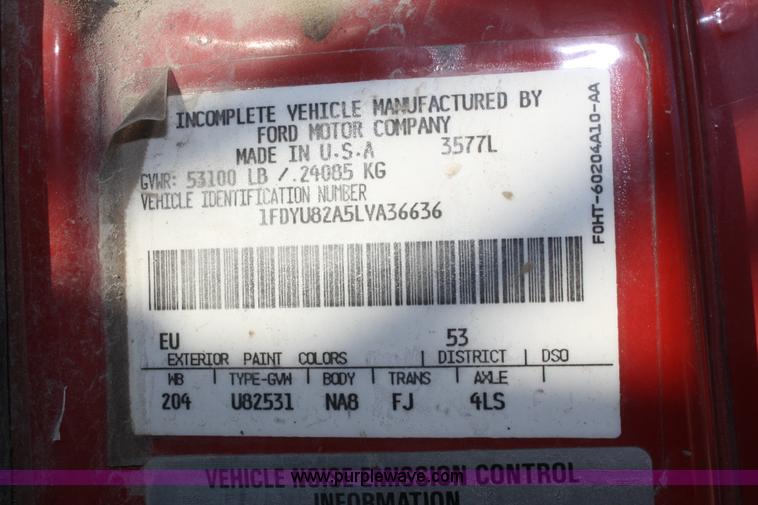 INCOMPLETE VEHICLE MANUFACTURED BY
FORD MOTOR COMPANY
MADE IN U.S.A 3577L
GVWR: 53100 LB / 24085 KG
VEHICLE IDENTIFICATION NUMBER
1FDYU82A5LVA36636
F0HT-60204A10-AA
EU 53
EXTERIOR PAINT COLORS DISTRICT DSO
WB TYPE-GVW BODY TRANS AXLE
204 U82531 NA8 FJ 4LS
VEHICLE NOISE EMISSION CONTROL
www.purplewave.com
INFORMATION